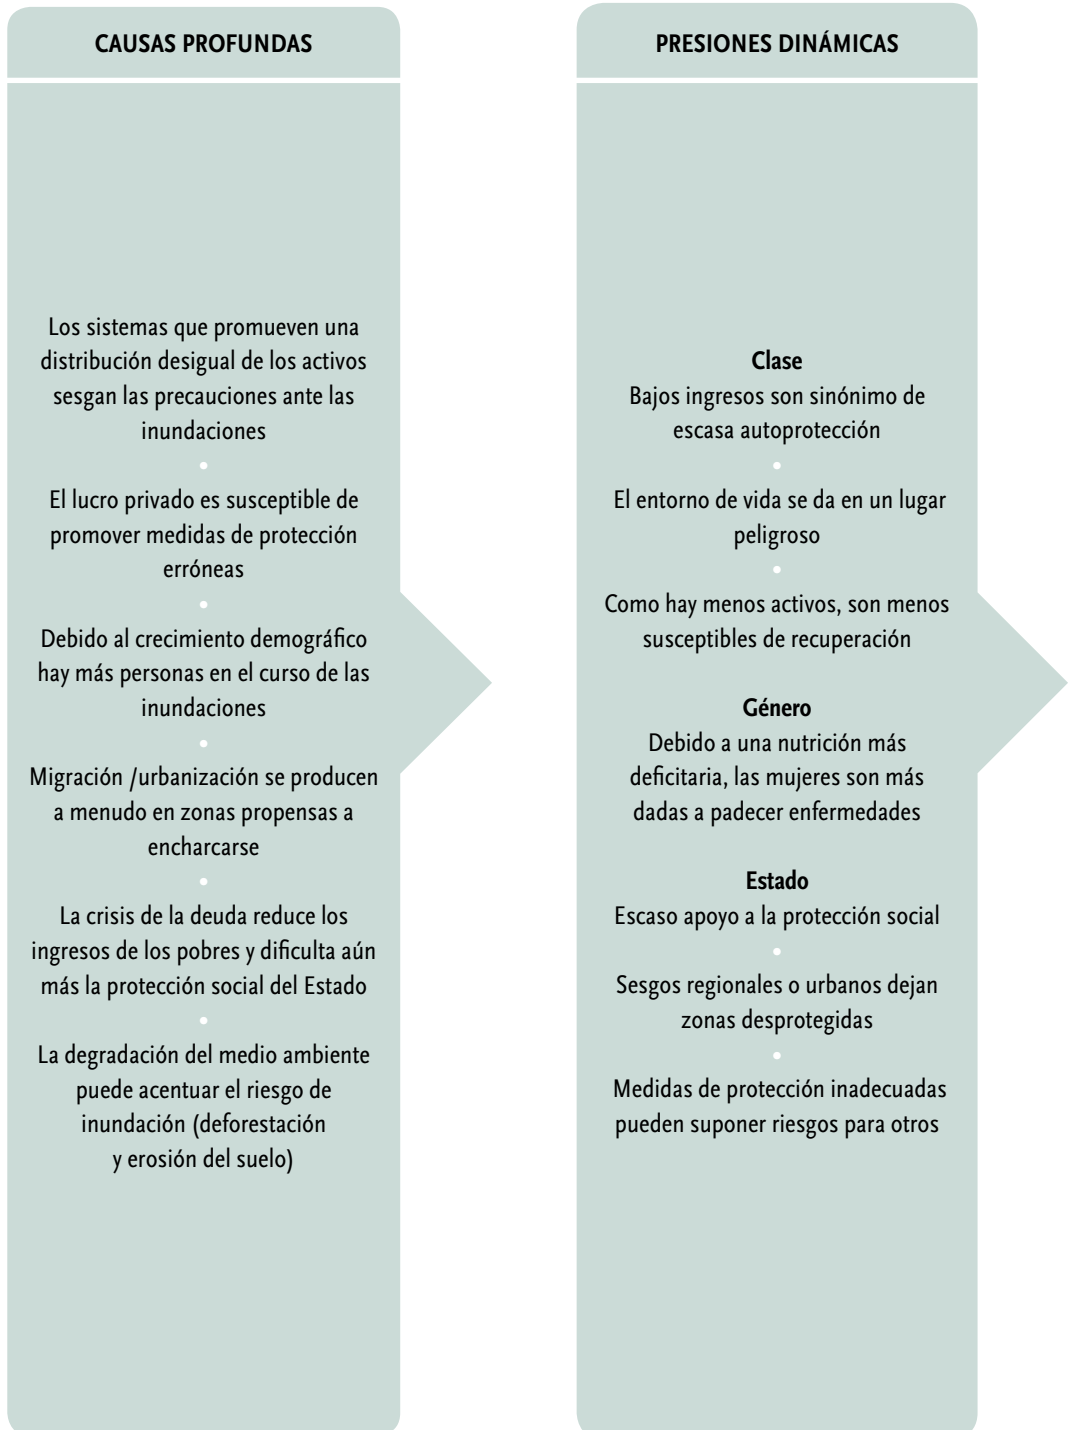 CAUSAS PROFUNDAS
Los sistemas que promueven una
distribución desigual de los activos
sesgan las precauciones ante las
inundaciones
El lucro privado es susceptible de
promover medidas de protección
erróneas
Debido al crecimiento demográfico
hay más personas en el curso de las
inundaciones
Migración /urbanización se producen
a menudo en zonas propensas a
encharcarse
La crisis de la deuda reduce los
ingresos de los pobres y dificulta aún
más la protección social del Estado
La degradación del medio ambiente
puede acentuar el riesgo de
inundación (deforestación
y erosión del suelo)
PRESIONES DINÁMICAS
Clase
Bajos ingresos son sinónimo de
escasa autoprotección
El entorno de vida se da en un lugar
peligroso
Como hay menos activos, son menos
susceptibles de recuperación
Género
Debido a una nutrición más
deficitaria, las mujeres son más
dadas a padecer enfermedades
Estado
Escaso apoyo a la protección social
Sesgos regionales o urbanos dejan
zonas desprotegidas
Medidas de protección inadecuadas
pueden suponer riesgos para otros